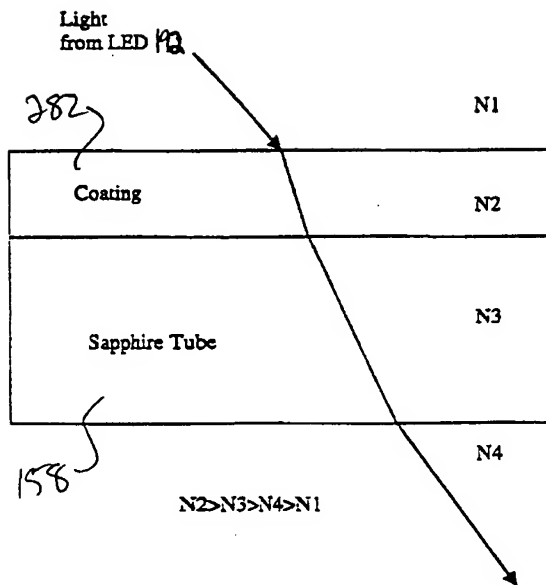 Light
from LED 192
N1
282
Coating
N2
N3
Sapphire Tube
N4
158
N2>N3>N4>N1